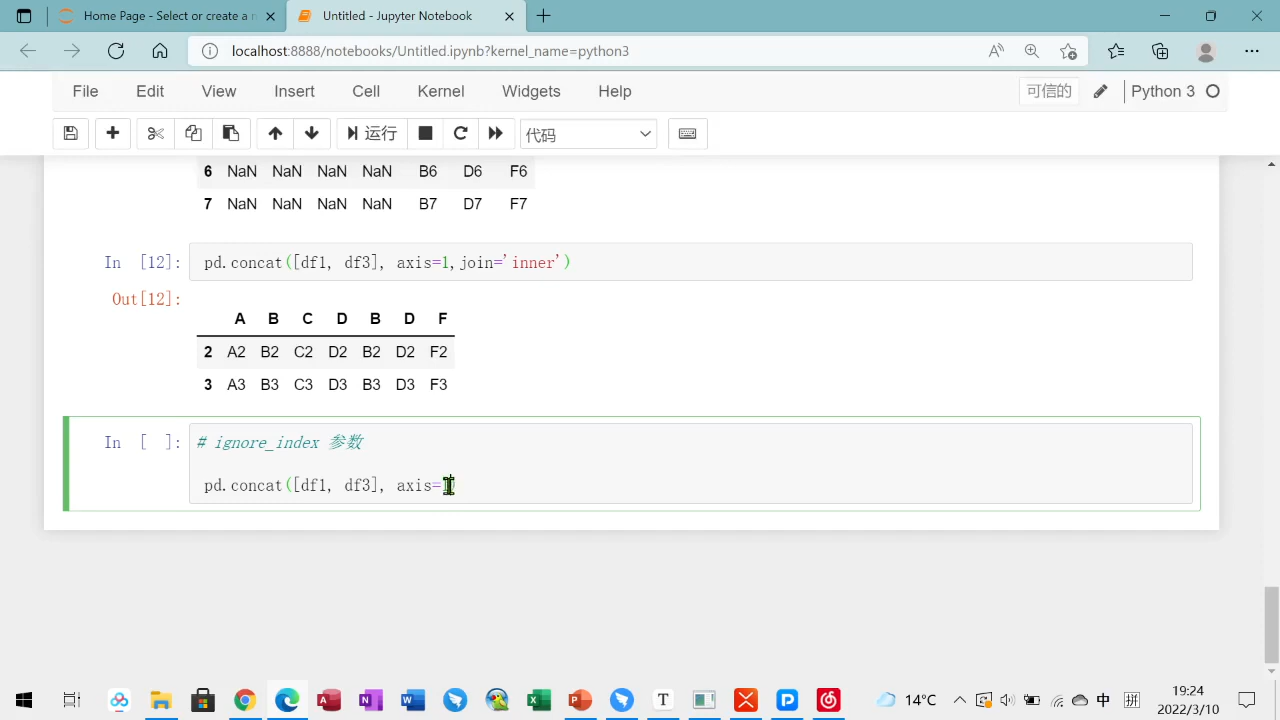 Home Page - Select or create a n
Untitled - Jupyter Notebook
localhost:8888/notebooks/Untitled.ipynb?kernel_name=python3
File Edit View Insert Cell Kernel Widgets Help 可信的 Python 3
运行 代码
6 NaN NaN NaN NaN B6 D6 F6
7 NaN NaN NaN NaN B7 D7 F7
In [12]: pd.concat([df1, df3], axis=1,join='inner')
Out[12]:
A B C D B D F
2 A2 B2 C2 D2 B2 D2 F2
3 A3 B3 C3 D3 B3 D3 F3
In [ ]: # ignore_index 参数
pd.concat([df1, df3], axis=
14°C 中 拼 19:24
2022/3/10